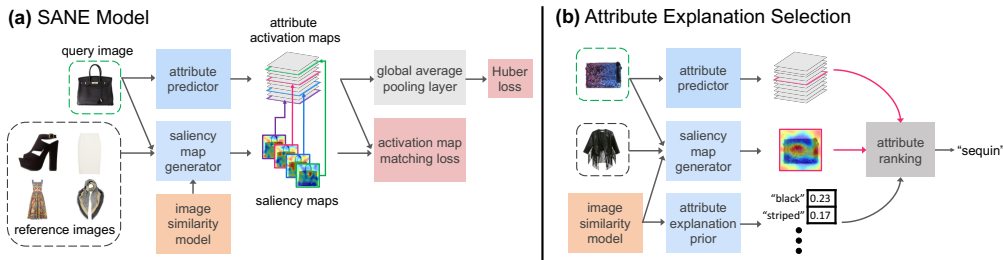 (a) SANE Model
query image
attribute
predictor
attribute
activation maps
global average
pooling layer
Huber
loss
saliency
map
generator
activation map
matching loss
saliency maps
reference images
image
similarity
model
(b) Attribute Explanation Selection
attribute
predictor
saliency
map
generator
attribute
ranking
“sequin”
image
similarity
model
attribute
explanation
prior
“black” 0.23
“striped” 0.17